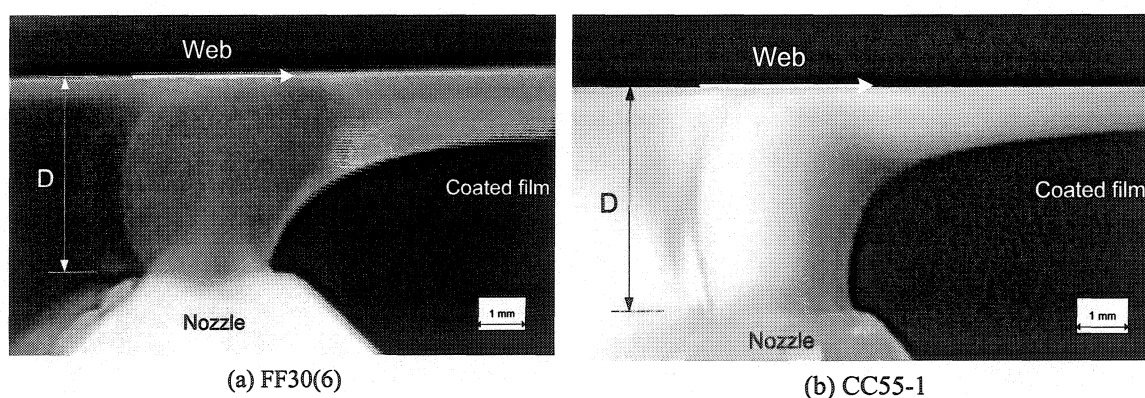 Web
D
Coated film
1 mm
Nozzle
(a) FF30(6)
Web
D
Coated film
1 mm
Nozzle
(b) CC55-1